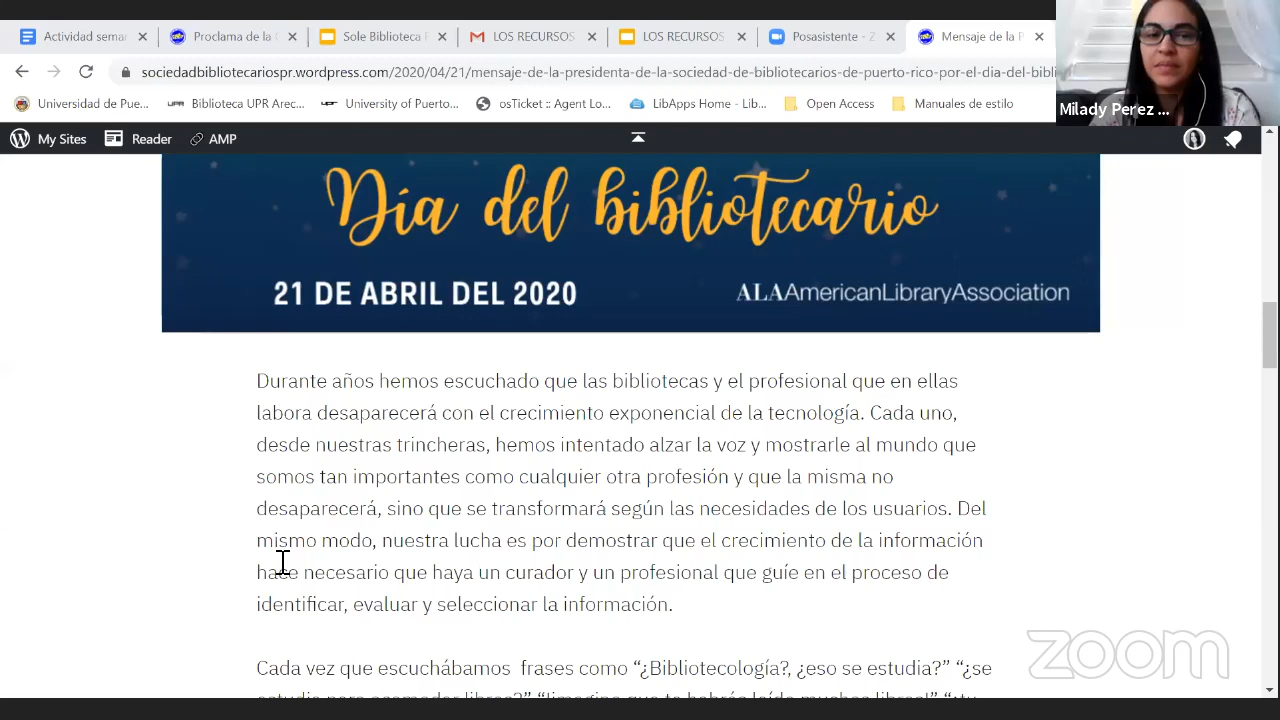 Actividad sema
Proclama de la
Sole Bibliotec
LOS RECURSOS
LOS RECURSOS
Posasistente - Z
Mensaje de la P
sociedadbibliotecariospr.wordpress.com/2020/04/21/mensaje-de-la-presidenta-de-la-sociedad-de-bibliotecarios-de-puerto-rico-por-el-dia-del-bibli
Universidad de Pue...
Biblioteca UPR Arec...
University of Puerto...
osTicket :: Agent Lo...
LibApps Home - Lib...
Open Access
Manuales de estilo
Milady Perez ...
My Sites
Reader
AMP
Día del bibliotecario
21 DE ABRIL DEL 2020
ALAAmericanLibraryAssociation
Durante años hemos escuchado que las bibliotecas y el profesional que en ellas
labora desaparecerá con el crecimiento exponencial de la tecnología. Cada uno,
desde nuestras trincheras, hemos intentado alzar la voz y mostrarle al mundo que
somos tan importantes como cualquier otra profesión y que la misma no
desaparecerá, sino que se transformará según las necesidades de los usuarios. Del
mismo modo, nuestra lucha es por demostrar que el crecimiento de la información
hace necesario que haya un curador y un profesional que guíe en el proceso de
identificar, evaluar y seleccionar la información.
Cada vez que escuchábamos frases como “¿Bibliotecología?, ¿eso se estudia?” “¿se
zoom